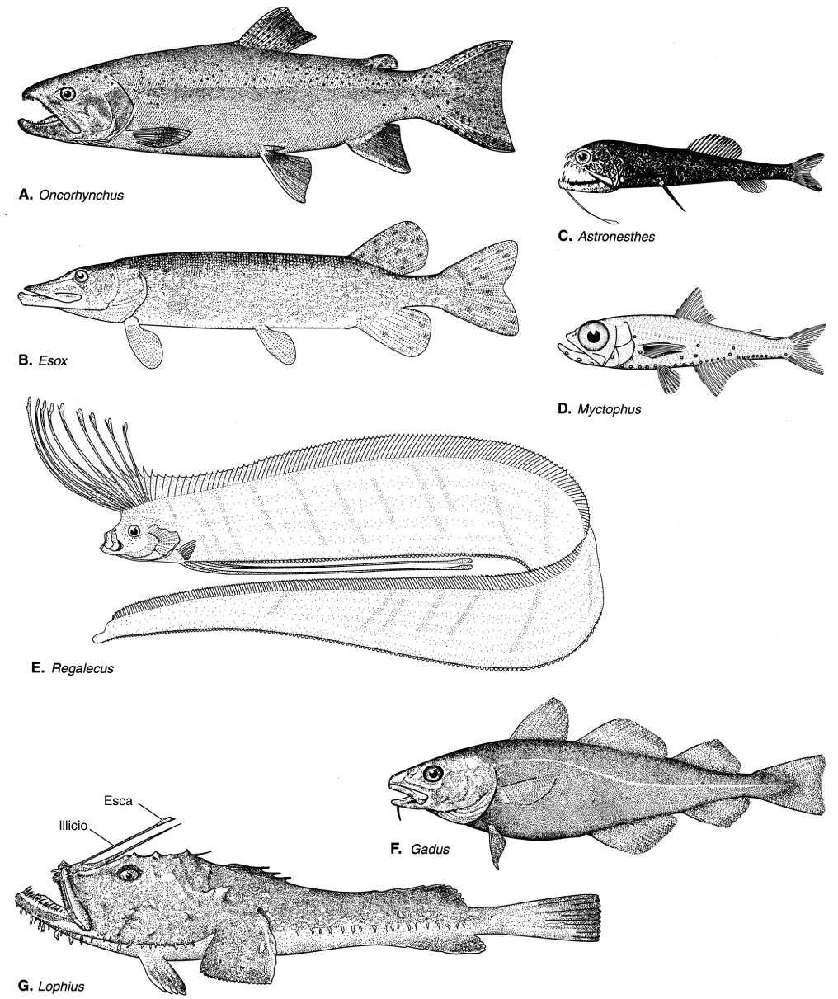 A. Oncorhynchus
C. Astronesthes
B. Esox
D. Myctophus
E. Regalecus
Esca
Illicio
F. Gadus
G. Lophius